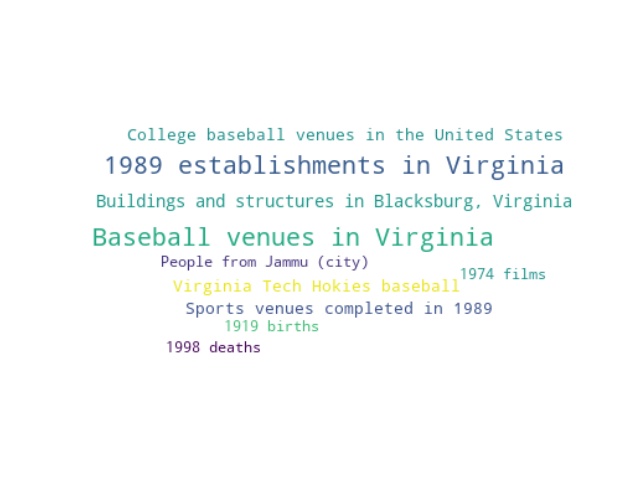 College baseball venues in the United States
1989 establishments in Virginia
Buildings and structures in Blacksburg, Virginia
Baseball venues in Virginia
People from Jammu (city)
1974 films
Virginia Tech Hokies baseball
Sports venues completed in 1989
1919 births
1998 deaths